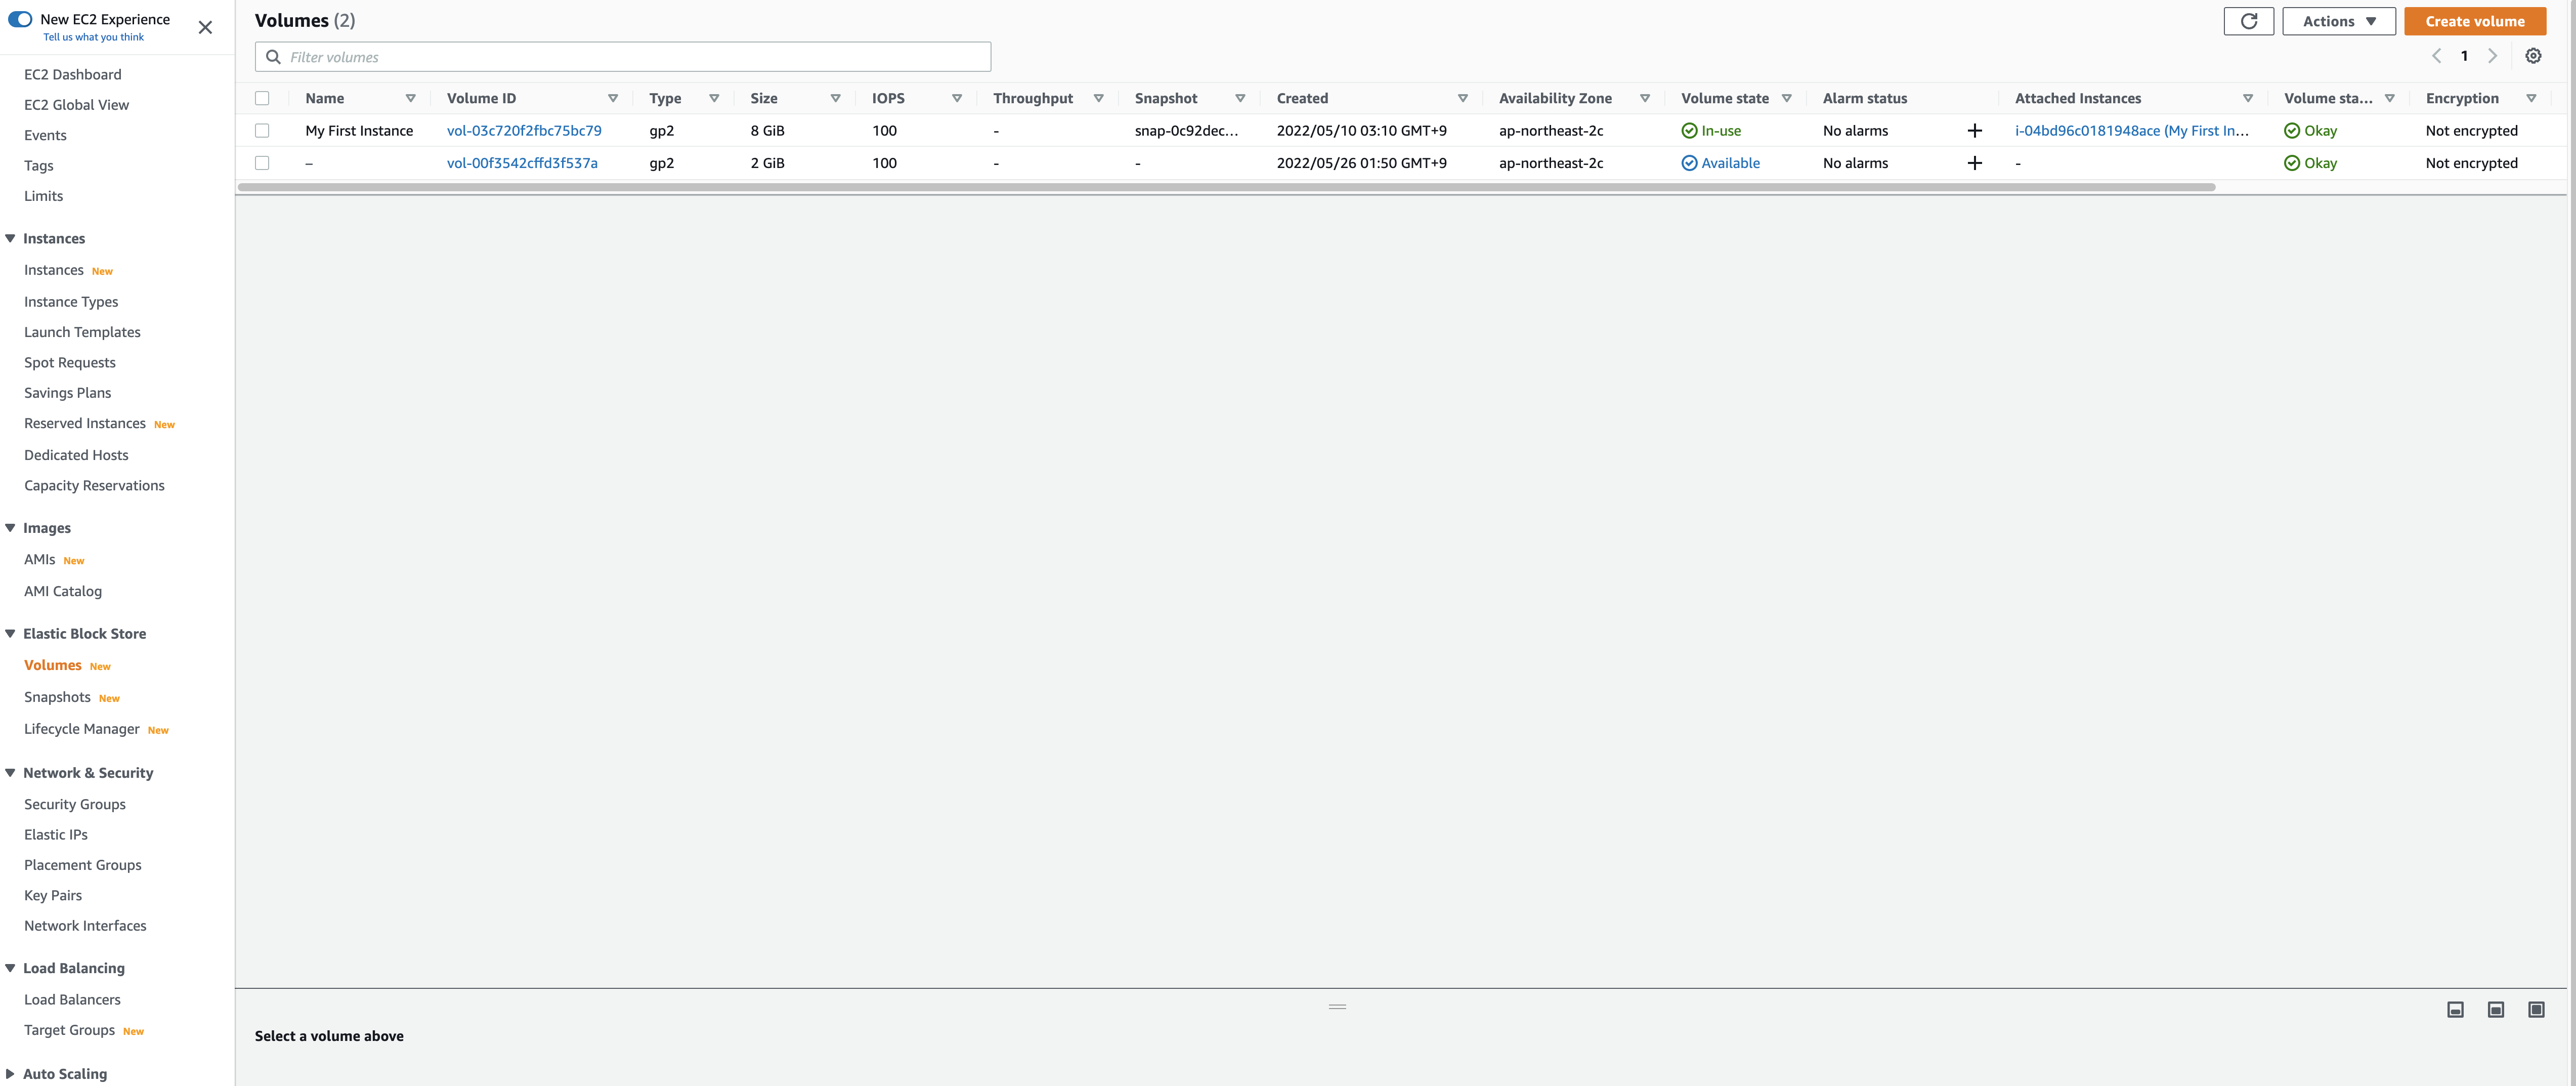 New EC2 Experience
Tell us what you think
EC2 Dashboard
EC2 Global View
Events
Tags
Limits
Instances
Instances New
Instance Types
Launch Templates
Spot Requests
Savings Plans
Reserved Instances New
Dedicated Hosts
Capacity Reservations
Images
AMIs New
AMI Catalog
Elastic Block Store
Volumes New
Snapshots New
Lifecycle Manager New
Network & Security
Security Groups
Elastic IPs
Placement Groups
Key Pairs
Network Interfaces
Load Balancing
Load Balancers
Target Groups New
Auto Scaling
Volumes (2)
Actions
Create volume
Filter volumes
1
Name Volume ID Type Size IOPS Throughput Snapshot Created Availability Zone Volume state Alarm status Attached Instances Volume sta... Encryption
My First Instance vol-03c720f2fbc75bc79 gp2 8 GiB 100 - snap-0c92dec... 2022/05/10 03:10 GMT+9 ap-northeast-2c In-use No alarms + i-04bd96c0181948ace (My First In... Okay Not encrypted
– vol-00f3542cffd3f537a gp2 2 GiB 100 - - 2022/05/26 01:50 GMT+9 ap-northeast-2c Available No alarms + - Okay Not encrypted
Select a volume above